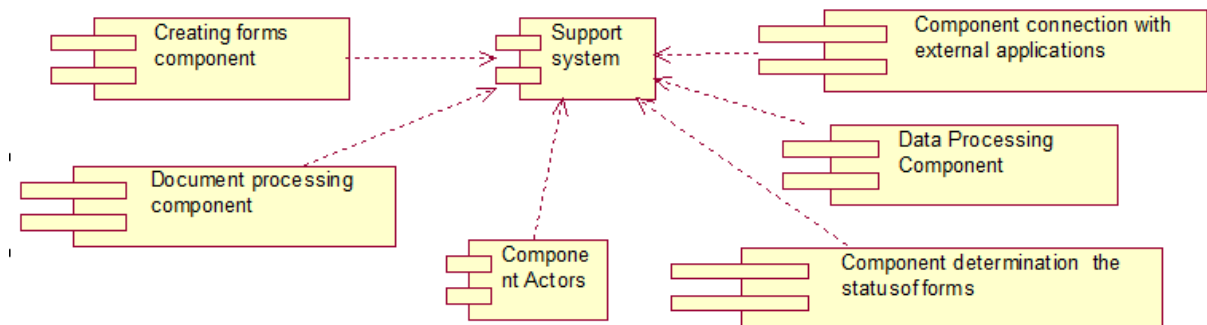 Creating forms
component
Support
system
Component connection with
external applications
Data Processing
Component
Document processing
component
Compone
nt Actors
Component determination the
statusof forms